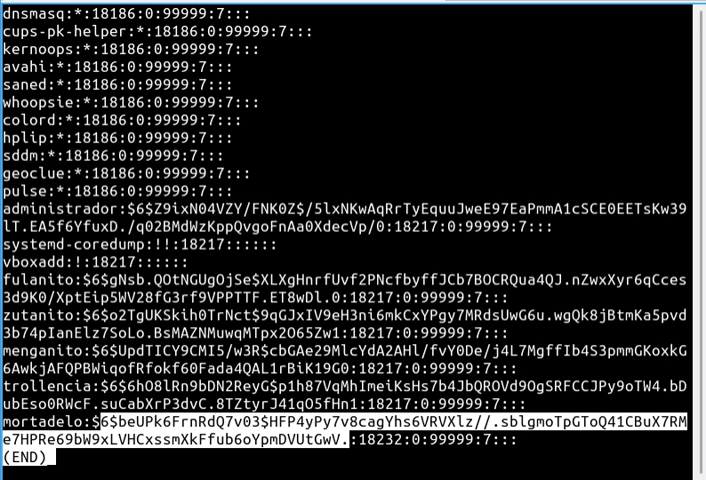 dnsmasq:*:18186:0:99999:7:::
cups-pk-helper:*:18186:0:99999:7:::
kernoops:*:18186:0:99999:7:::
avahi:*:18186:0:99999:7:::
saned:*:18186:0:99999:7:::
whoopsie:*:18186:0:99999:7:::
colord:*:18186:0:99999:7:::
hplip:*:18186:0:99999:7:::
sddm:*:18186:0:99999:7:::
geoclue:*:18186:0:99999:7:::
pulse:*:18186:0:99999:7:::
administrador:$6$Z9ixN04VZY/FNK0Z$/5lxNKwAqRrTyEquuJweE97EaPmmA1cSCE0EETsKw39
lT.EA5f6YfuxD./q02BMdWzKppQvgoFnAa0XdecVp/0:18217:0:99999:7:::
systemd-coredump:!!:18217::::::
vboxadd:!:18217::::::
fulanito:$6$gNsb.QOtNGUgOjSe$XLXgHnrfUvf2PNcfbyffJCb7BOCRQua4QJ.nZwxXyr6qCces
3d9K0/XptEip5WV28fG3rf9VPPTTF.ET8wDl.0:18217:0:99999:7:::
zutanito:$6$o2TgUKSkih0TrNct$9qGJxIV9eH3ni6mkCxYPgy7MRdsUwG6u.wgQk8jBtmKa5pvd
3b74pIanElz7SoLo.BsMAZNMuwqMTpx2O65Zw1:18217:0:99999:7:::
menganito:$6$UpdTICY9CMI5/w3R$cbGAe29MlcYdA2AHl/fvY0De/j4L7MgffIb4S3pmmGKoxkG
6AwkjAFQPBWiqofRfokf60Fada4QAL1rBiK19G0:18217:0:99999:7:::
trollencia:$6$6hO8lRn9bDN2ReyG$p1h87VqMhImeiKsHs7b4JbQROVd9OgSRFCCJPy9oTW4.bD
ubEso0RWcF.suCabXrP3dvC.8TZtyrJ41qO5fHn1:18217:0:99999:7:::
mortadelo:$6$beUPk6FrnRdQ7v03$HFP4yPy7v8cagYhs6VRVXlz//.sblgmoTpGToQ41CBuX7RM
e7HPRe69bW9xLVHCxssmXkFfub6oYpmDVUtGwV.:18232:0:99999:7:::
(END)